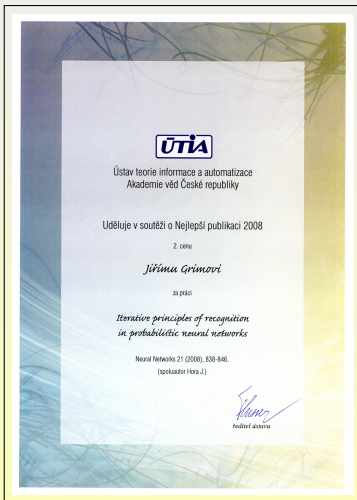 ÚTIA
Ústav teorie informace a automatizace
Akademie věd České republiky
Uděluje v soutěži o Nejlepší publikaci 2008
2. cenu
Jiřímu Grimovi
za práci
Iterative principles of recognition
in probabilistic neural networks
Neural Networks 21 (2008), 838-846.
(spoluautor Hora J.)
ředitel ústavu